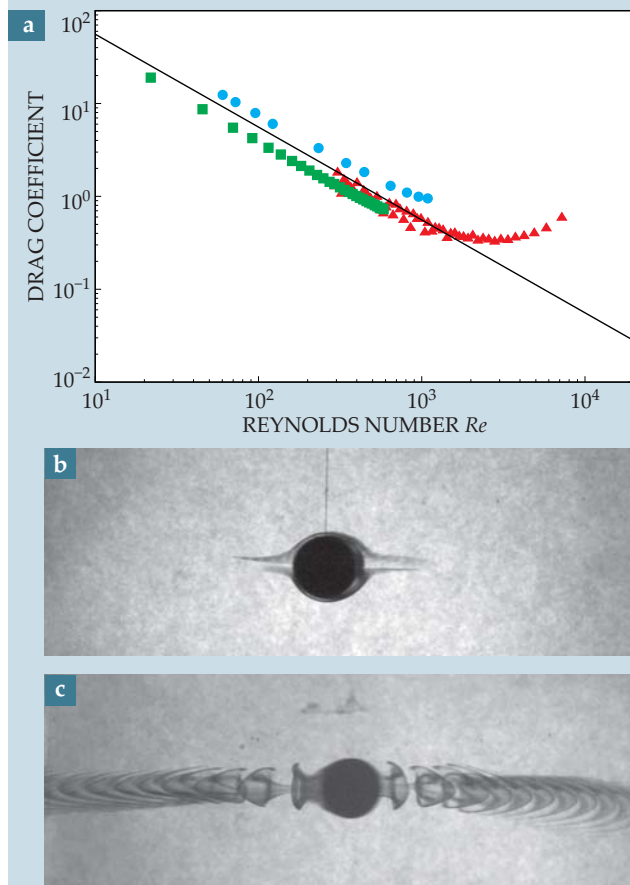 a
10²
10¹
10⁰
10⁻¹
10⁻²
DRAG COEFFICIENT
10¹ 10² 10³ 10⁴
REYNOLDS NUMBER Re
b
c